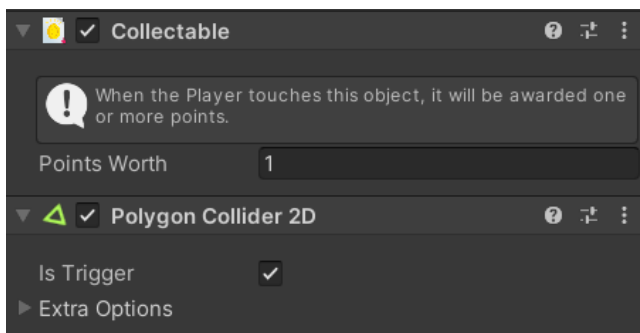 Collectable
When the Player touches this object, it will be awarded one
or more points.
Points Worth 1
Polygon Collider 2D
Is Trigger
Extra Options